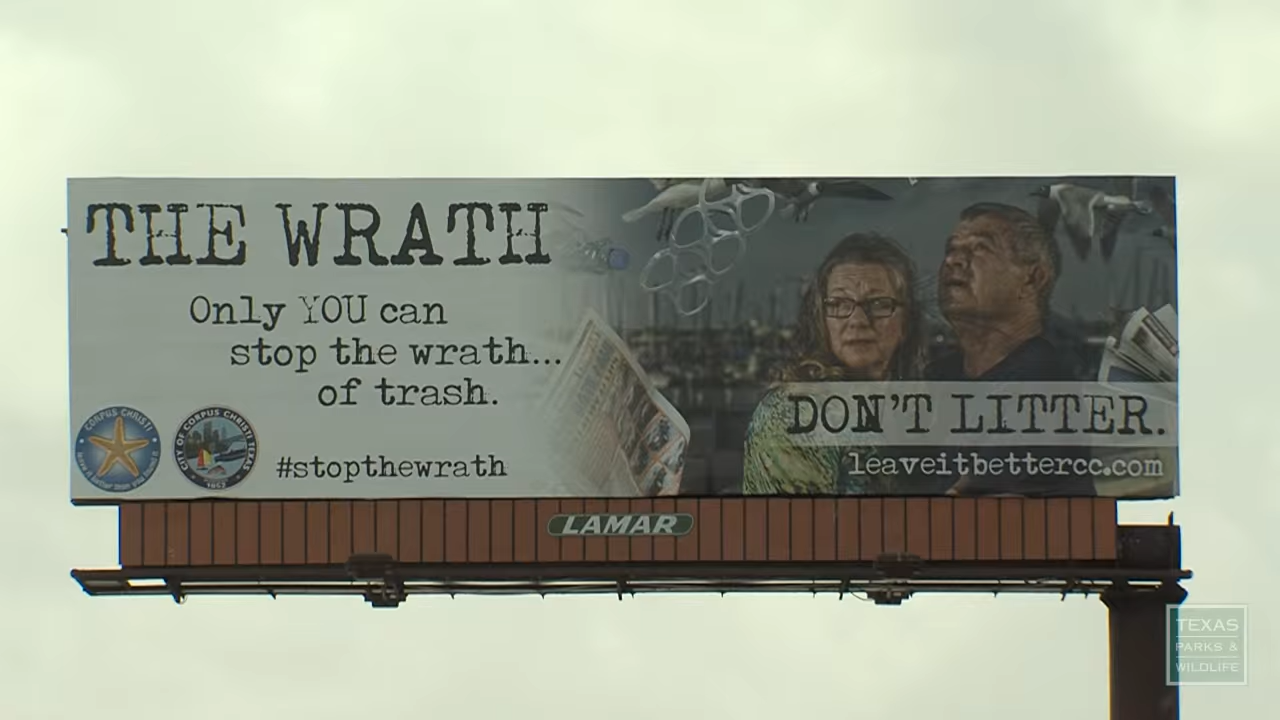 THE WRATH
Only YOU can
stop the wrath...
of trash.
CORPUS CHRISTI
CITY OF CORPUS CHRISTI TEXAS
1852
#stopthewrath
DON'T LITTER.
leaveitbettercc.com
LAMAR
TEXAS
PARKS &
WILDLIFE